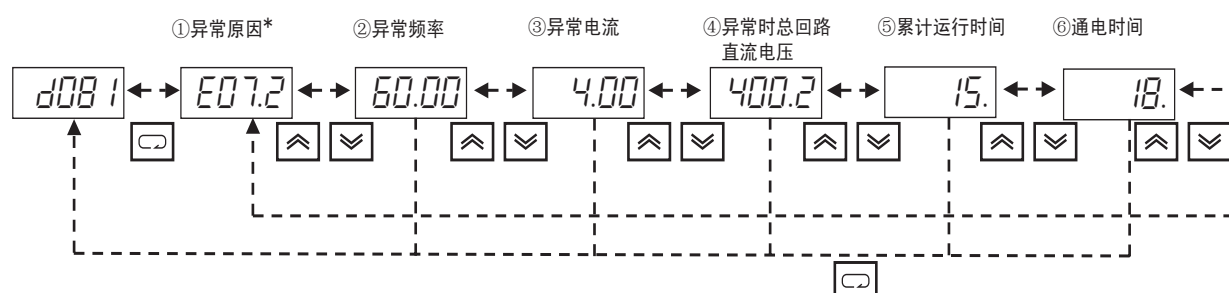 ①异常原因*
②异常频率
③异常电流
④异常时总回路
直流电压
⑤累计运行时间
⑥通电时间
d081
E07.2
60.00
4.00
400.2
15.
18.